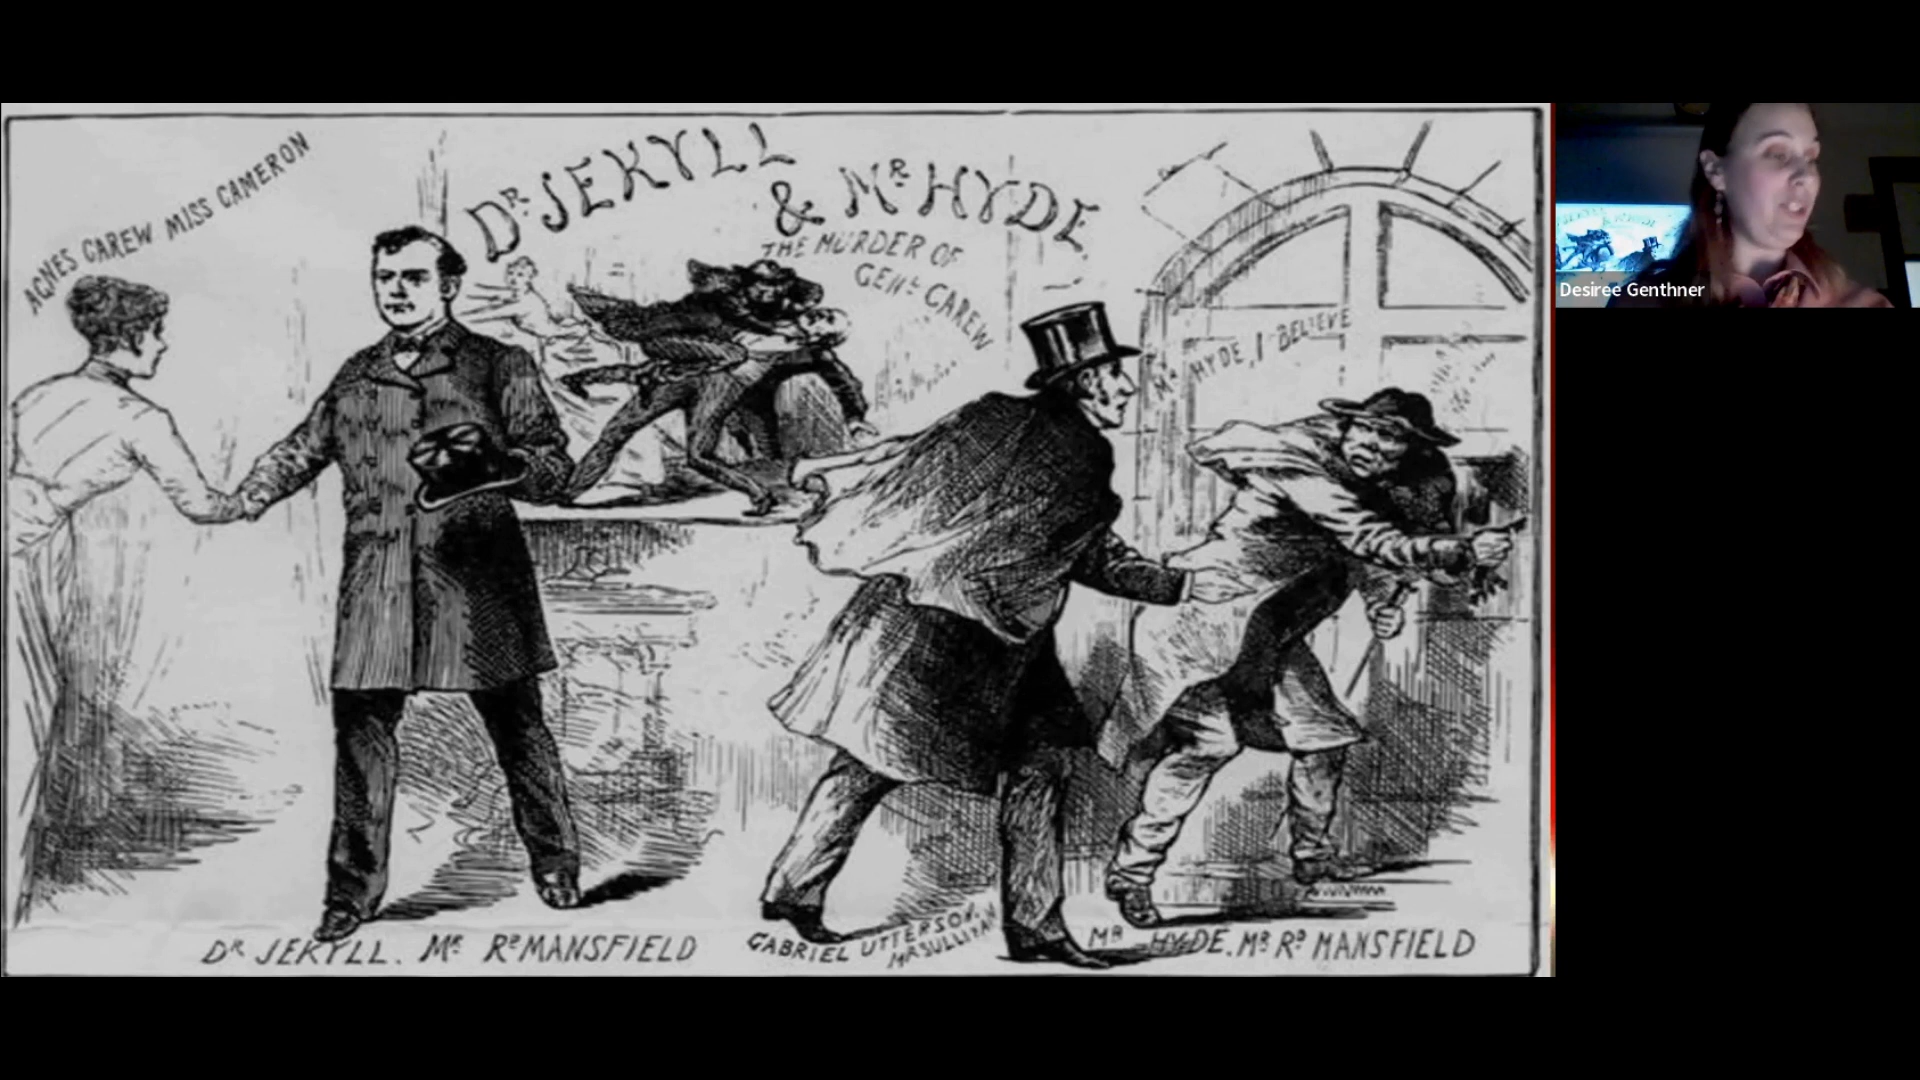 AGNES CAREW MISS CAMERON
DR. JEKYLL
& MR HYDE.
THE MURDER OF
GENL CAREW
MR HYDE, I BELIEVE
DR JEKYLL. MR RD MANSFIELD
GABRIEL UTTERSON.
MR SULLIVAN
MR HYDE. MR RD MANSFIELD
Desiree Genthner